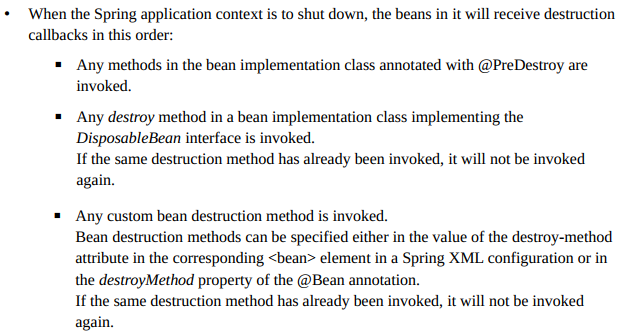 • When the Spring application context is to shut down, the beans in it will receive destruction
callbacks in this order:
▪ Any methods in the bean implementation class annotated with @PreDestroy are
invoked.
▪ Any destroy method in a bean implementation class implementing the
DisposableBean interface is invoked.
If the same destruction method has already been invoked, it will not be invoked
again.
▪ Any custom bean destruction method is invoked.
Bean destruction methods can be specified either in the value of the destroy-method
attribute in the corresponding <bean> element in a Spring XML configuration or in
the destroyMethod property of the @Bean annotation.
If the same destruction method has already been invoked, it will not be invoked
again.